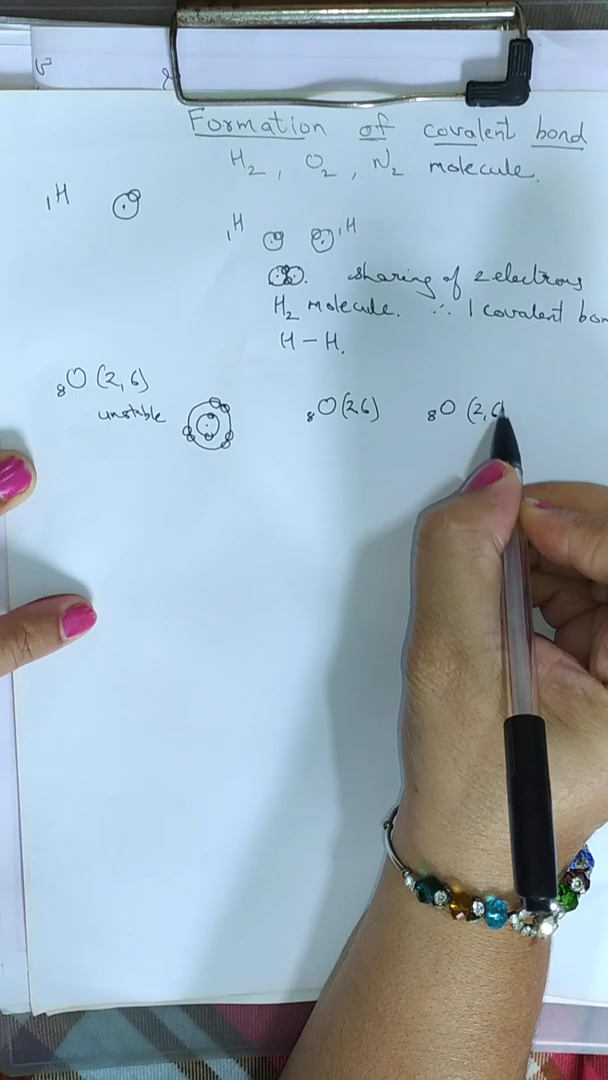 Formation of covalent bond
H₂, O₂, N₂ molecule.
₁H
₁H ₁H
sharing of 2 electrons
H₂ molecule. ∴ 1 covalent bon
H – H.
₈O (2, 6)
unstable
₈O (2,6) ₈O (2,6